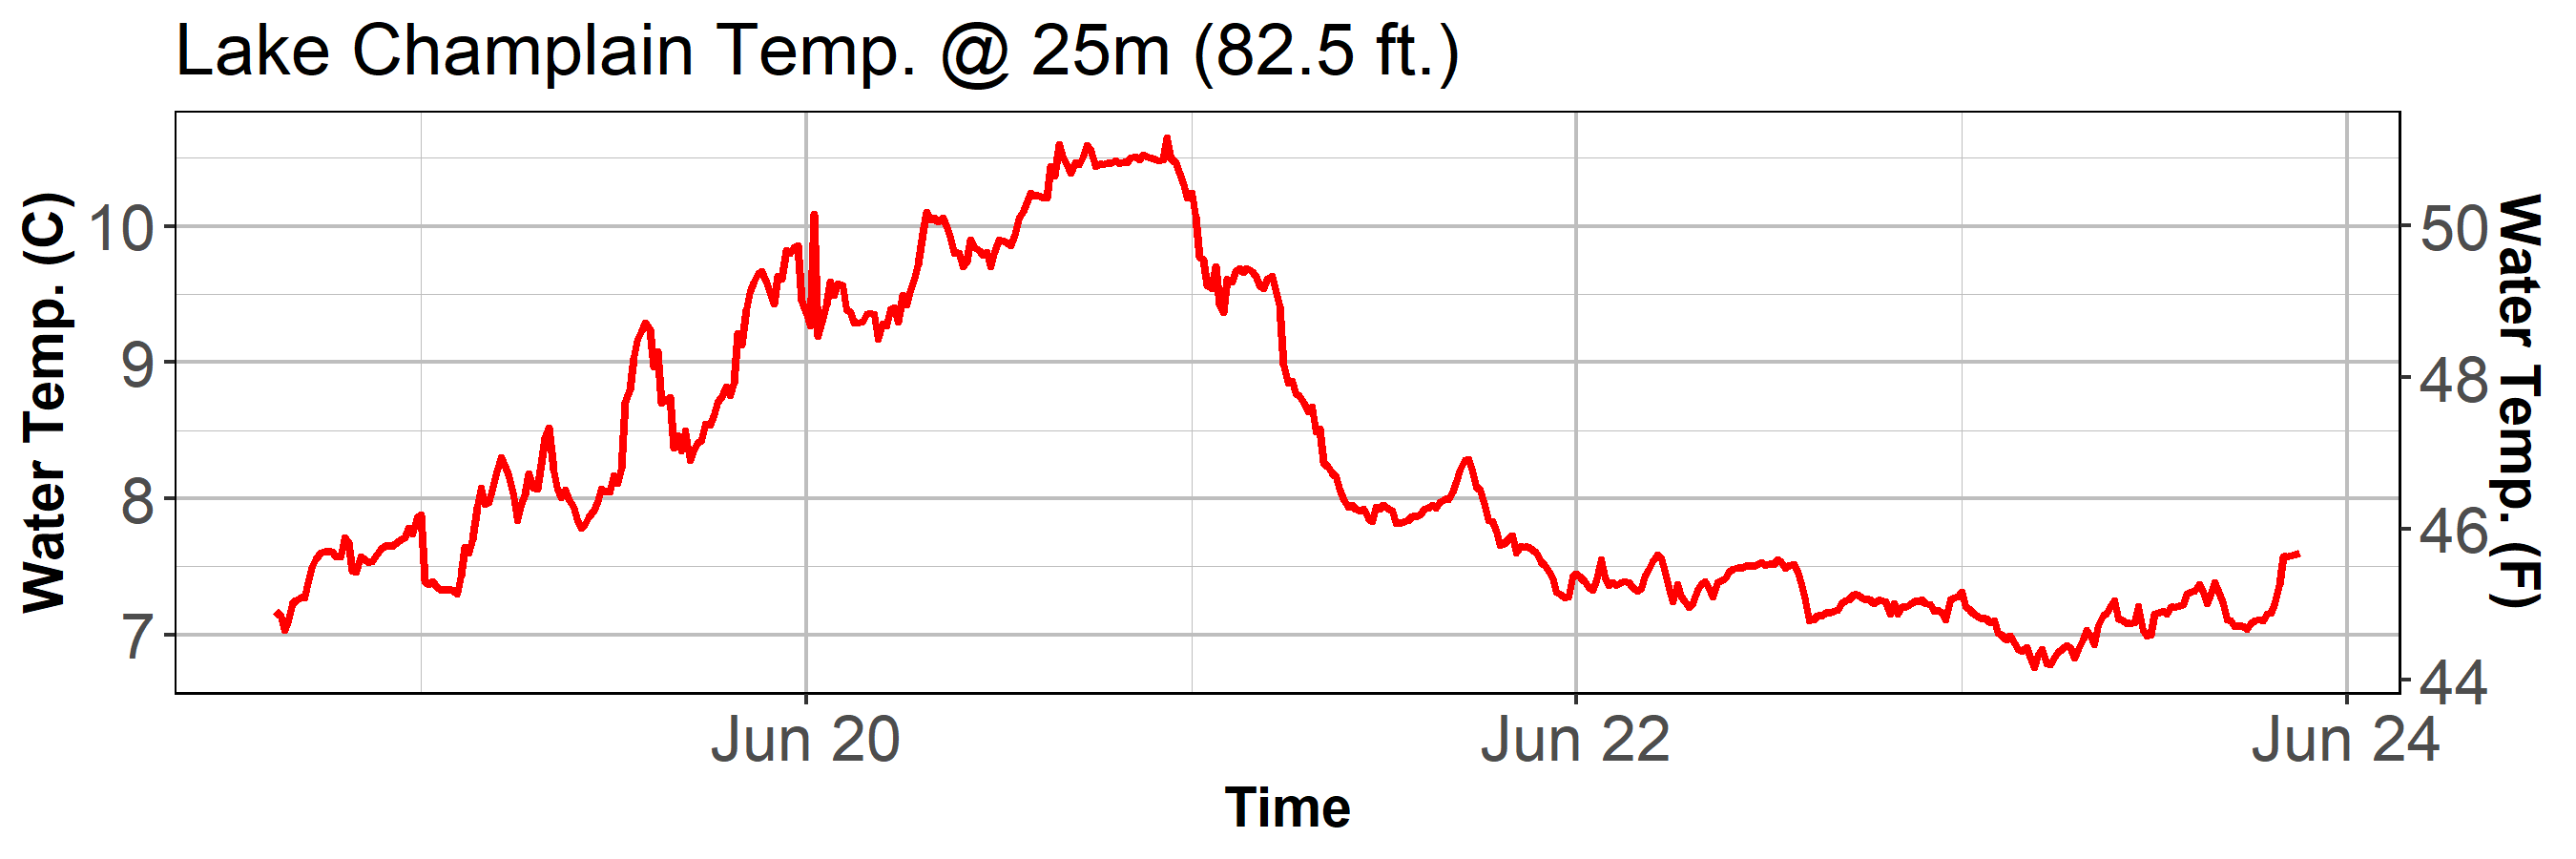 Lake Champlain Temp. @ 25m (82.5 ft.)
Water Temp. (C)
10
9
8
7
50
48
46
44
Water Temp. (F)
Jun 20
Jun 22
Jun 24
Time